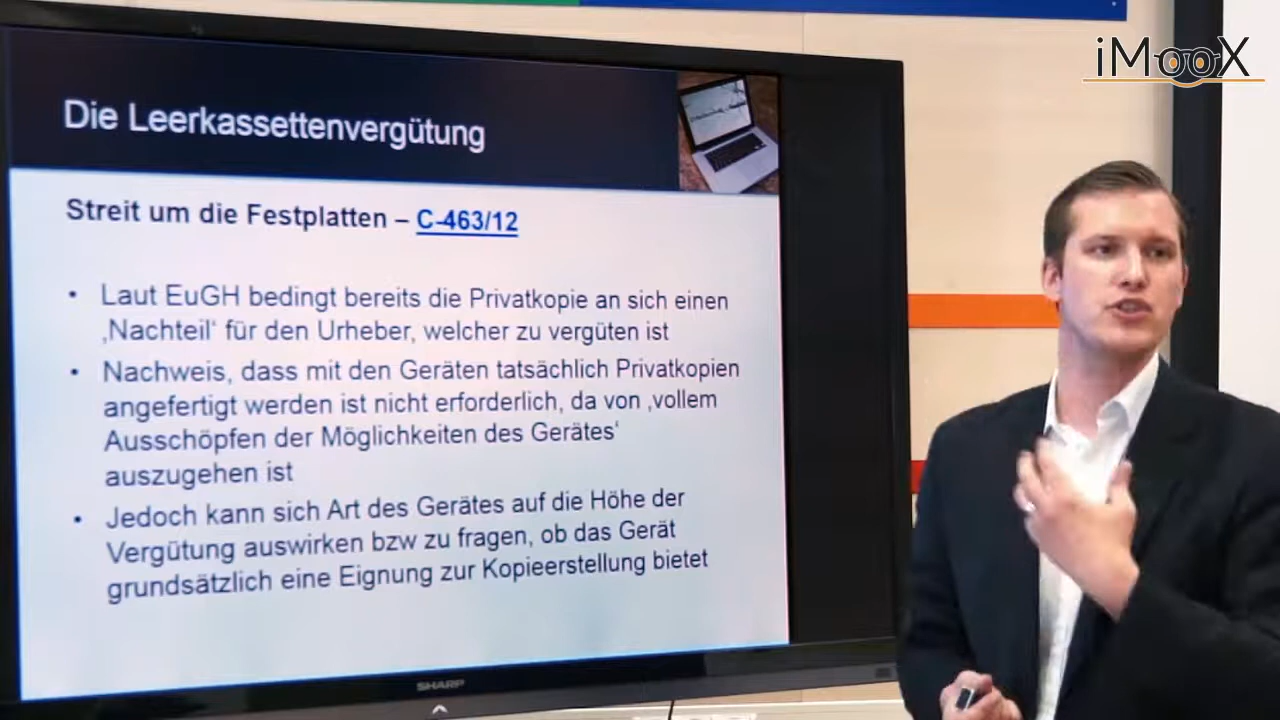 iMooX
Die Leerkassettenvergütung
Streit um die Festplatten – C-463/12
• Laut EuGH bedingt bereits die Privatkopie an sich einen
‚Nachteil‘ für den Urheber, welcher zu vergüten ist
• Nachweis, dass mit den Geräten tatsächlich Privatkopien
angefertigt werden ist nicht erforderlich, da von ‚vollem
Ausschöpfen der Möglichkeiten des Gerätes‘
auszugehen ist
• Jedoch kann sich Art des Gerätes auf die Höhe der
Vergütung auswirken bzw zu fragen, ob das Gerät
grundsätzlich eine Eignung zur Kopieerstellung bietet
SHARP